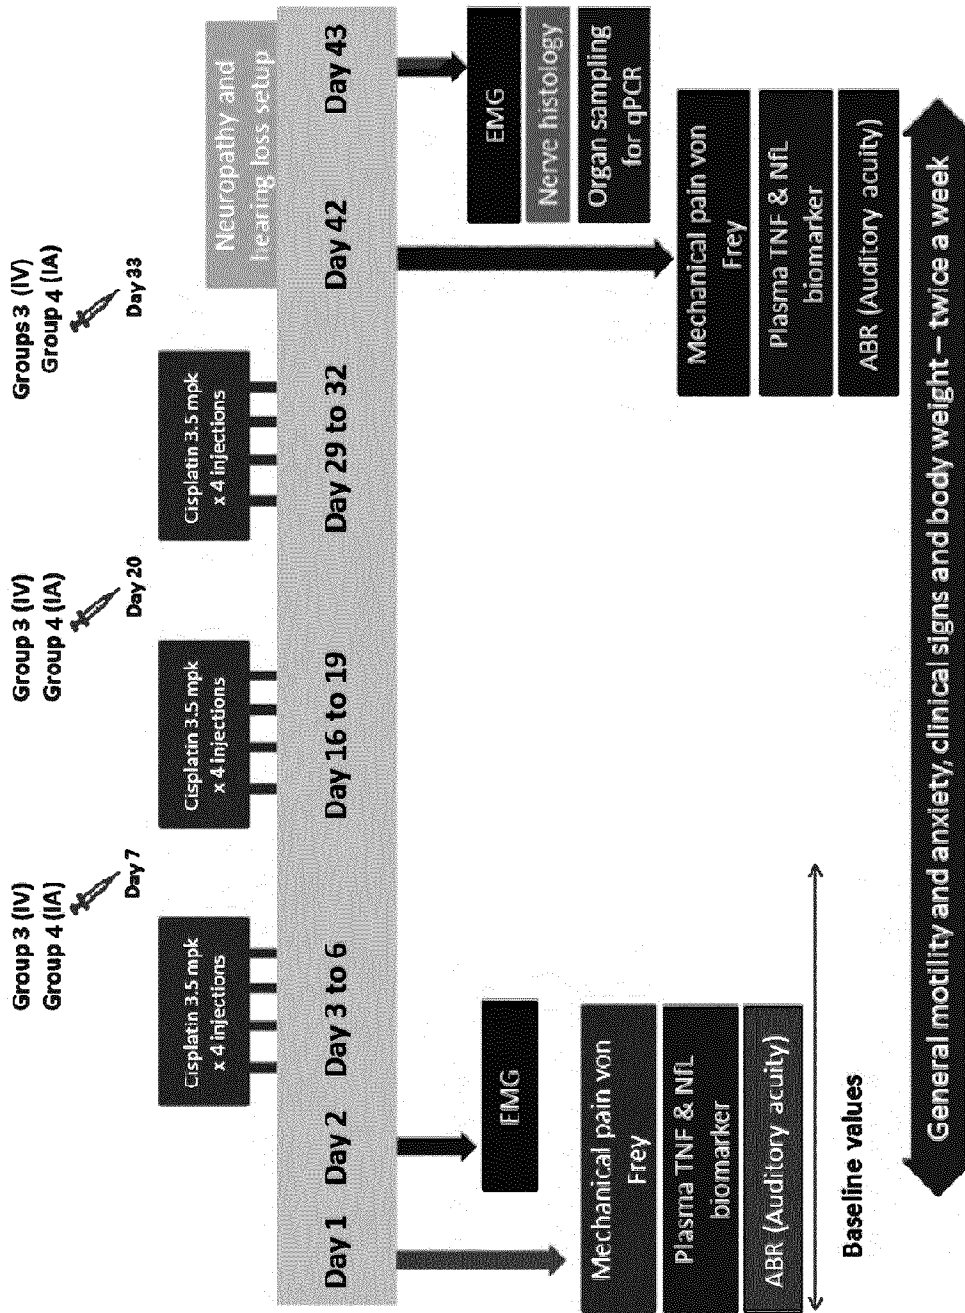 Group 3 (IV)
Group 4 (IA)
Day 7
Group 3 (IV)
Group 4 (IA)
Day 20
Groups 3 (IV)
Group 4 (IA)
Day 33
Cisplatin 3.5 mpk
x 4 injections
Cisplatin 3.5 mpk
x 4 injections
Cisplatin 3.5 mpk
x 4 injections
Neuropathy and
hearing loss setup
Day 1
Day 2
Day 3 to 6
Day 16 to 19
Day 29 to 32
Day 42
Day 43
EMG
Mechanical pain von
Frey
Plasma TNF & NfL
biomarker
ABR (Auditory acuity)
Baseline values
EMG
Nerve histology
Organ sampling
for qPCR
Mechanical pain von
Frey
Plasma TNF & NfL
biomarker
ABR (Auditory acuity)
General motility and anxiety, clinical signs and body weight – twice a week